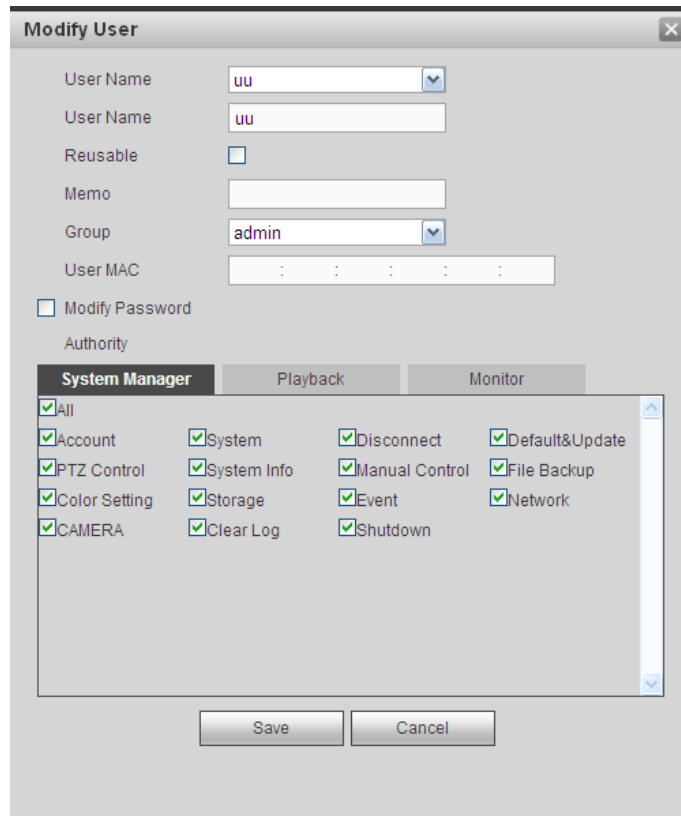 Modify User
User Name uu
User Name uu
Reusable
Memo
Group admin
User MAC : : : : :
Modify Password
Authority
System Manager Playback Monitor
All
Account System Disconnect Default&Update
PTZ Control System Info Manual Control File Backup
Color Setting Storage Event Network
CAMERA Clear Log Shutdown
Save Cancel